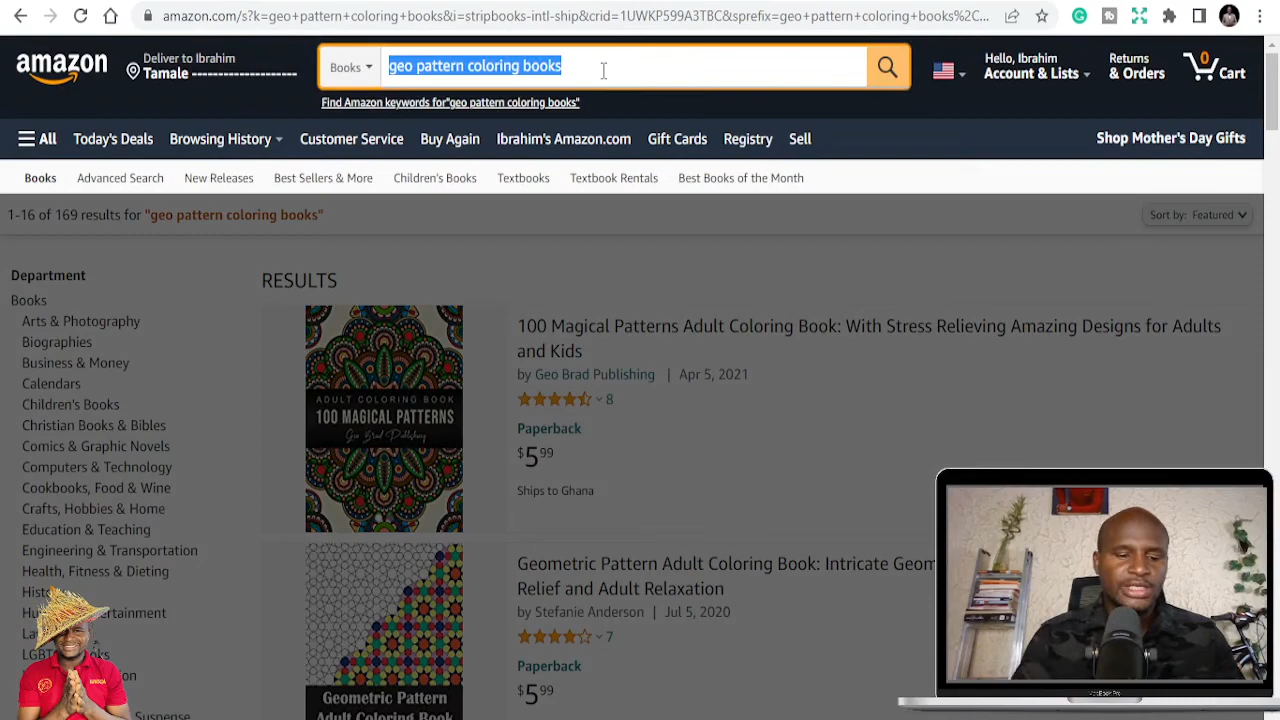 amazon.com/s?k=geo+pattern+coloring+books&i=stripbooks-intl-ship&crid=1UWKP599A3TBC&sprefix=geo+pattern+coloring+books%2C...
amazon
Deliver to Ibrahim
Tamale --------------------
Books
geo pattern coloring books
Hello, Ibrahim
Account & Lists
Returns
& Orders
0
Cart
Find Amazon keywords for"geo pattern coloring books"
All
Today's Deals
Browsing History
Customer Service
Buy Again
Ibrahim's Amazon.com
Gift Cards
Registry
Sell
Shop Mother's Day Gifts
Books
Advanced Search
New Releases
Best Sellers & More
Children's Books
Textbooks
Textbook Rentals
Best Books of the Month
1-16 of 169 results for "geo pattern coloring books"
Sort by: Featured
Department
Books
Arts & Photography
Biographies
Business & Money
Calendars
Children's Books
Christian Books & Bibles
Comics & Graphic Novels
Computers & Technology
Cookbooks, Food & Wine
Crafts, Hobbies & Home
Education & Teaching
Engineering & Transportation
Health, Fitness & Dieting
RESULTS
ADULT COLORING BOOK
100 MAGICAL PATTERNS
Geo Brad Publishing
100 Magical Patterns Adult Coloring Book: With Stress Relieving Amazing Designs for Adults
and Kids
by Geo Brad Publishing | Apr 5, 2021
8
Paperback
$5 99
Ships to Ghana
Geometric Pattern
Adult Coloring Book
Geometric Pattern Adult Coloring Book: Intricate
Relief and Adult Relaxation
by Stefanie Anderson | Jul 5, 2020
7
Paperback
$5 99
MacBook Pro